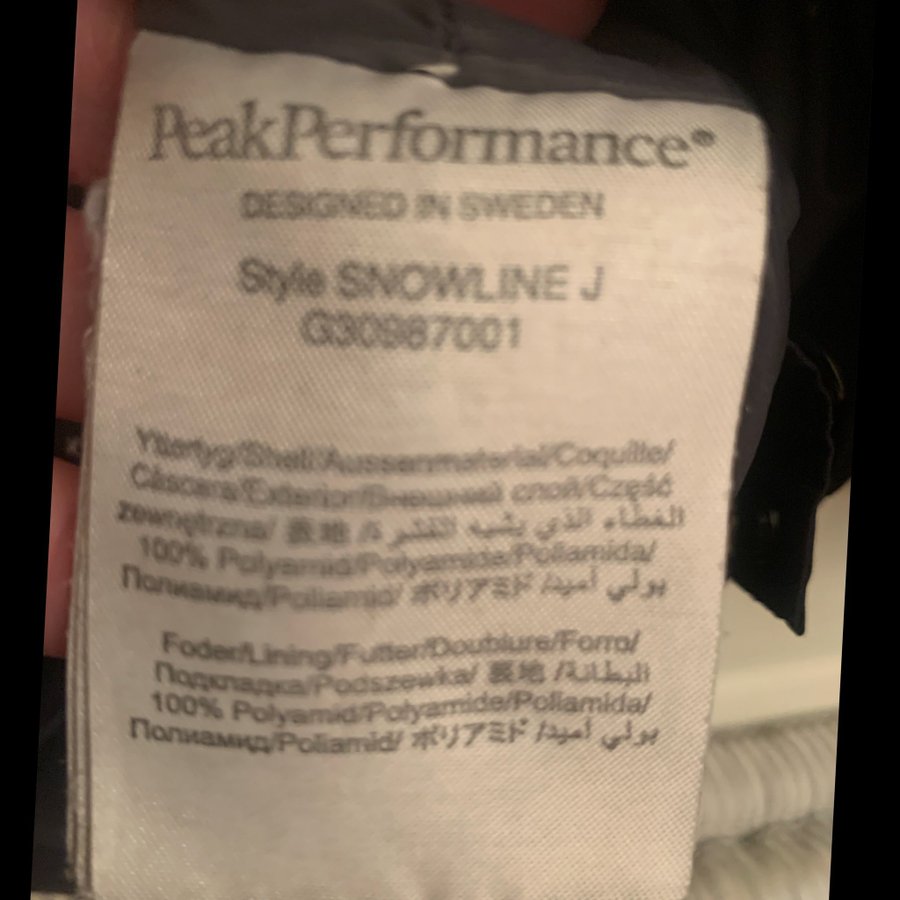 PeakPerformance®
DESIGNED IN SWEDEN
Style SNOWLINE J
G30987001
Yttertyg/Shell/Aussenmaterial/Coquille/
Cáscara/Exterior/Внешний слой/Część
zewnętrzna/ 表地 /الغطاء الذي يشبه القشرة
100% Polyamid/Polyamide/Poliamida/
Полиамид/Poliamid/ ポリアミド /بولي أميد
Foder/Lining/Futter/Doublure/Forro/
Подкладка/Podszewka/ 裏地 /البطانة
100% Polyamid/Polyamide/Poliamida/
Полиамид/Poliamid/ ポリアミド /بولي أميد